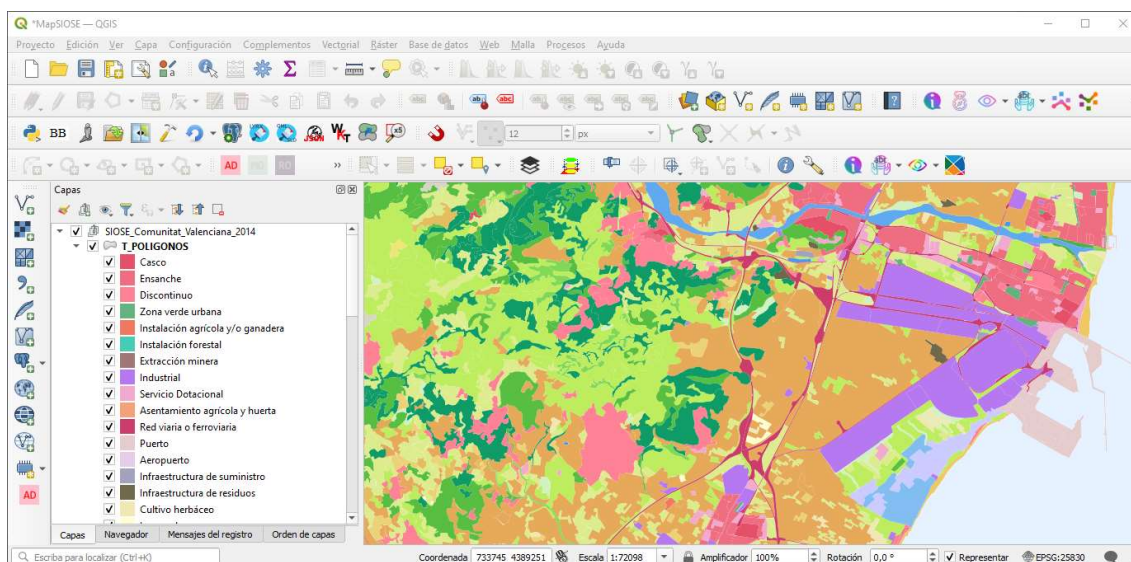 *MapSIOSE — QGIS
Proyecto Edición Ver Capa Configuración Complementos Vectorial Ráster Base de datos Web Malla Procesos Ayuda
BB
12 px
AD
Capas
SIOSE_Comunitat_Valenciana_2014
T_POLIGONOS
Casco
Ensanche
Discontinuo
Zona verde urbana
Instalación agrícola y/o ganadera
Instalación forestal
Extracción minera
Industrial
Servicio Dotacional
Asentamiento agrícola y huerta
Red viaria o ferroviaria
Puerto
Aeropuerto
Infraestructura de suministro
Infraestructura de residuos
Cultivo herbáceo
AD
Capas Navegador Mensajes del registro Orden de capas
Escriba para localizar (Ctrl+K) Coordenada 733745 4389251 Escala 1:72098 Amplificador 100% Rotación 0,0 ° Representar EPSG:25830